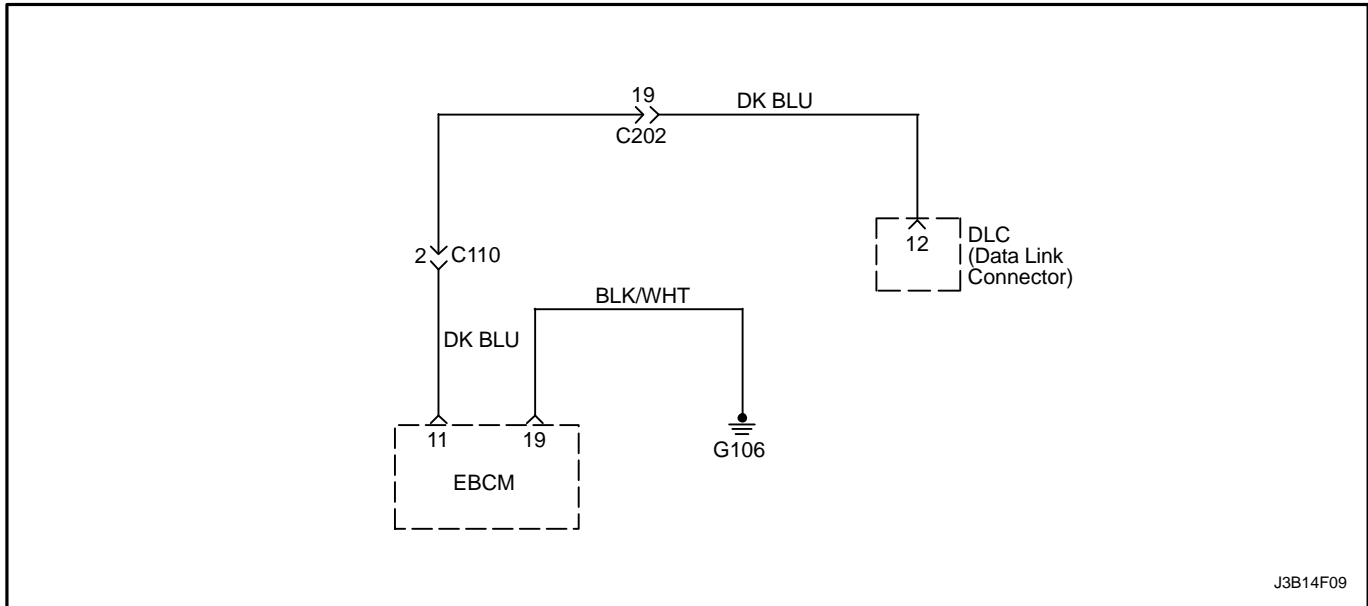 19
DK BLU
C202
12
DLC
(Data Link
Connector)
2
C110
BLK/WHT
DK BLU
11
19
G106
EBCM
J3B14F09